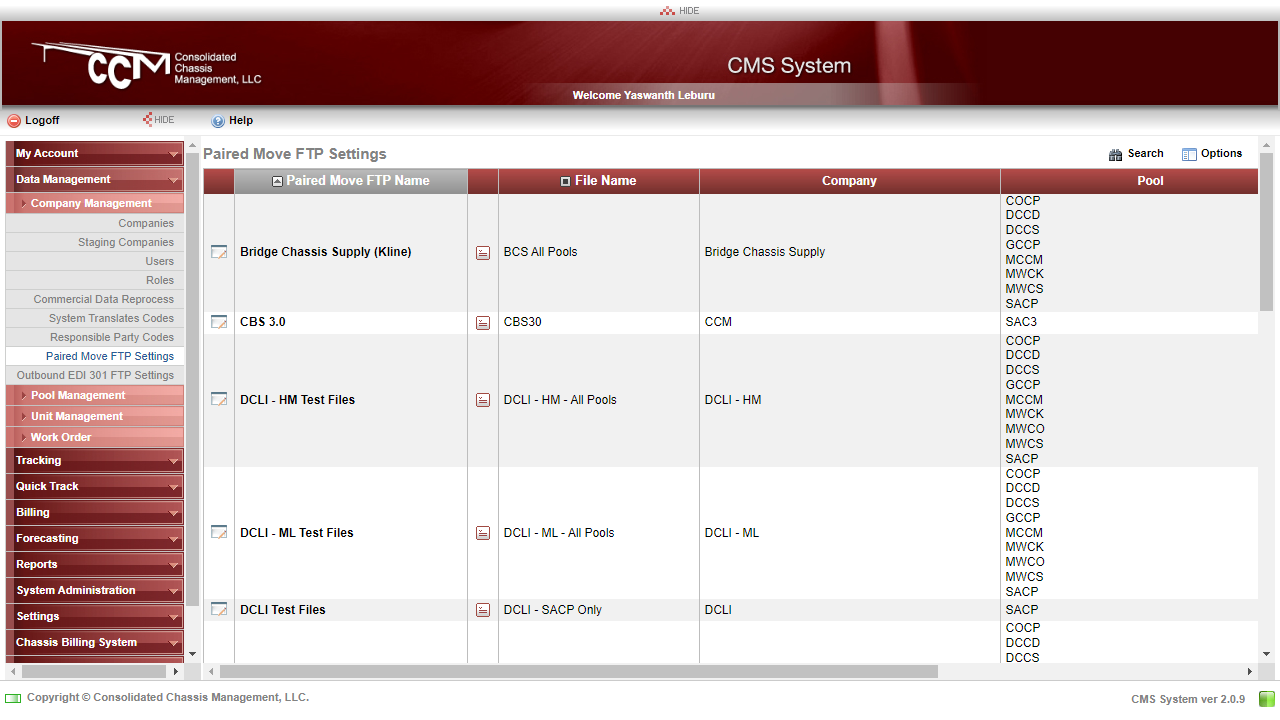 HIDE
CCM
Consolidated
Chassis
Management, LLC
CMS System
Welcome Yaswanth Leburu
Logoff
HIDE
Help
My Account
Data Management
Company Management
Companies
Staging Companies
Users
Roles
Commercial Data Reprocess
System Translates Codes
Responsible Party Codes
Paired Move FTP Settings
Outbound EDI 301 FTP Settings
Pool Management
Unit Management
Work Order
Tracking
Quick Track
Billing
Forecasting
Reports
System Administration
Settings
Chassis Billing System
Paired Move FTP Settings
Search
Options
Paired Move FTP Name
File Name
Company
Pool
Bridge Chassis Supply (Kline)
BCS All Pools
Bridge Chassis Supply
COCP
DCCD
DCCS
GCCP
MCCM
MWCK
MWCS
SACP
CBS 3.0
CBS30
CCM
SAC3
DCLI - HM Test Files
DCLI - HM - All Pools
DCLI - HM
COCP
DCCD
DCCS
GCCP
MCCM
MWCK
MWCO
MWCS
SACP
DCLI - ML Test Files
DCLI - ML - All Pools
DCLI - ML
COCP
DCCD
DCCS
GCCP
MCCM
MWCK
MWCO
MWCS
SACP
DCLI Test Files
DCLI - SACP Only
DCLI
SACP
COCP
DCCD
DCCS
Copyright © Consolidated Chassis Management, LLC.
CMS System ver 2.0.9